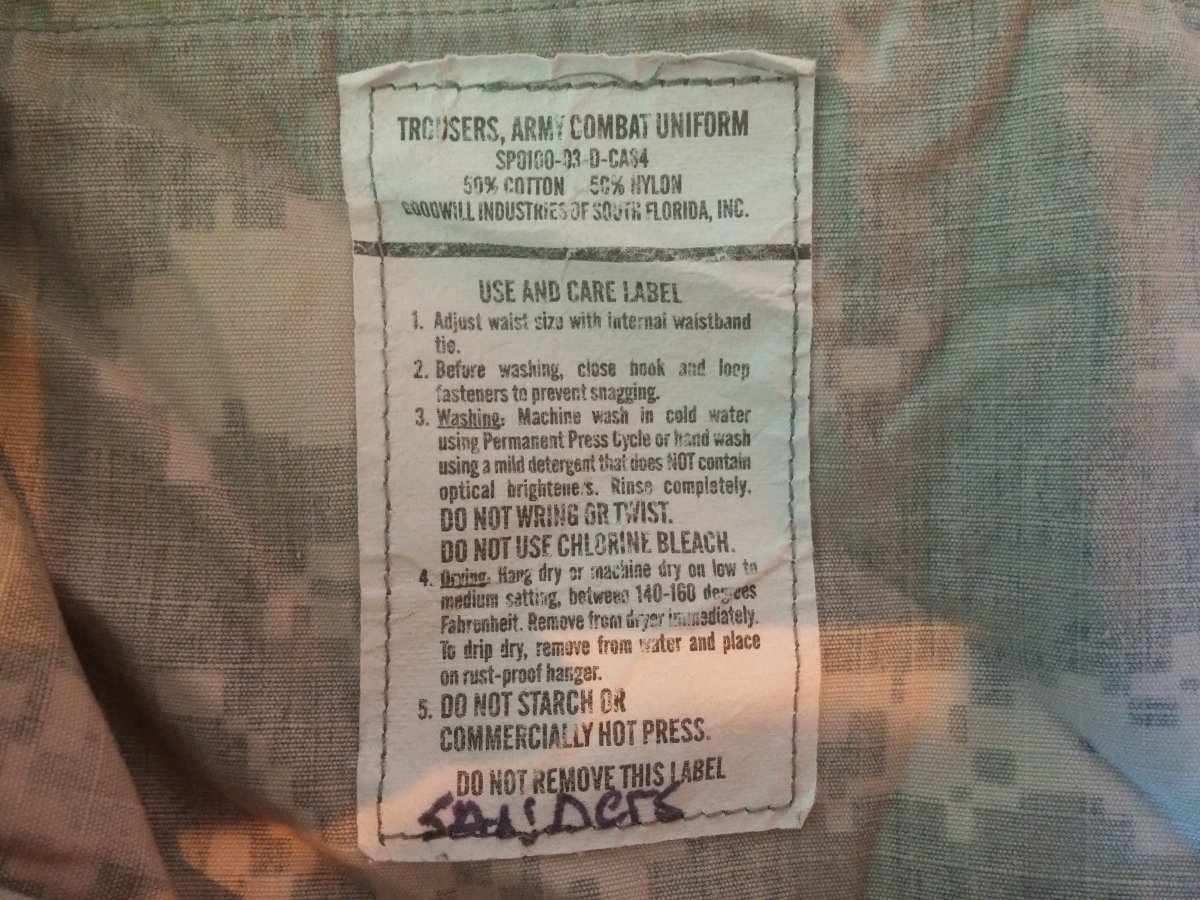 TROUSERS, ARMY COMBAT UNIFORM
SPO100-03-D-CA84
50% COTTON 50% NYLON
GOODWILL INDUSTRIES OF SOUTH FLORIDA, INC.
USE AND CARE LABEL
1. Adjust waist size with internal waistband
tie.
2. Before washing, close hook and loop
fasteners to prevent snagging.
3. Washing: Machine wash in cold water
using Permanent Press Cycle or hand wash
using a mild detergent that does NOT contain
optical brighteners. Rinse completely.
DO NOT WRING OR TWIST.
DO NOT USE CHLORINE BLEACH.
4. Drying: Hang dry or machine dry on low to
medium setting, between 140-160 degrees
Fahrenheit. Remove from dryer immediately.
To drip dry, remove from water and place
on rust-proof hanger.
5. DO NOT STARCH OR
COMMERCIALLY HOT PRESS.
DO NOT REMOVE THIS LABEL
SANDERS